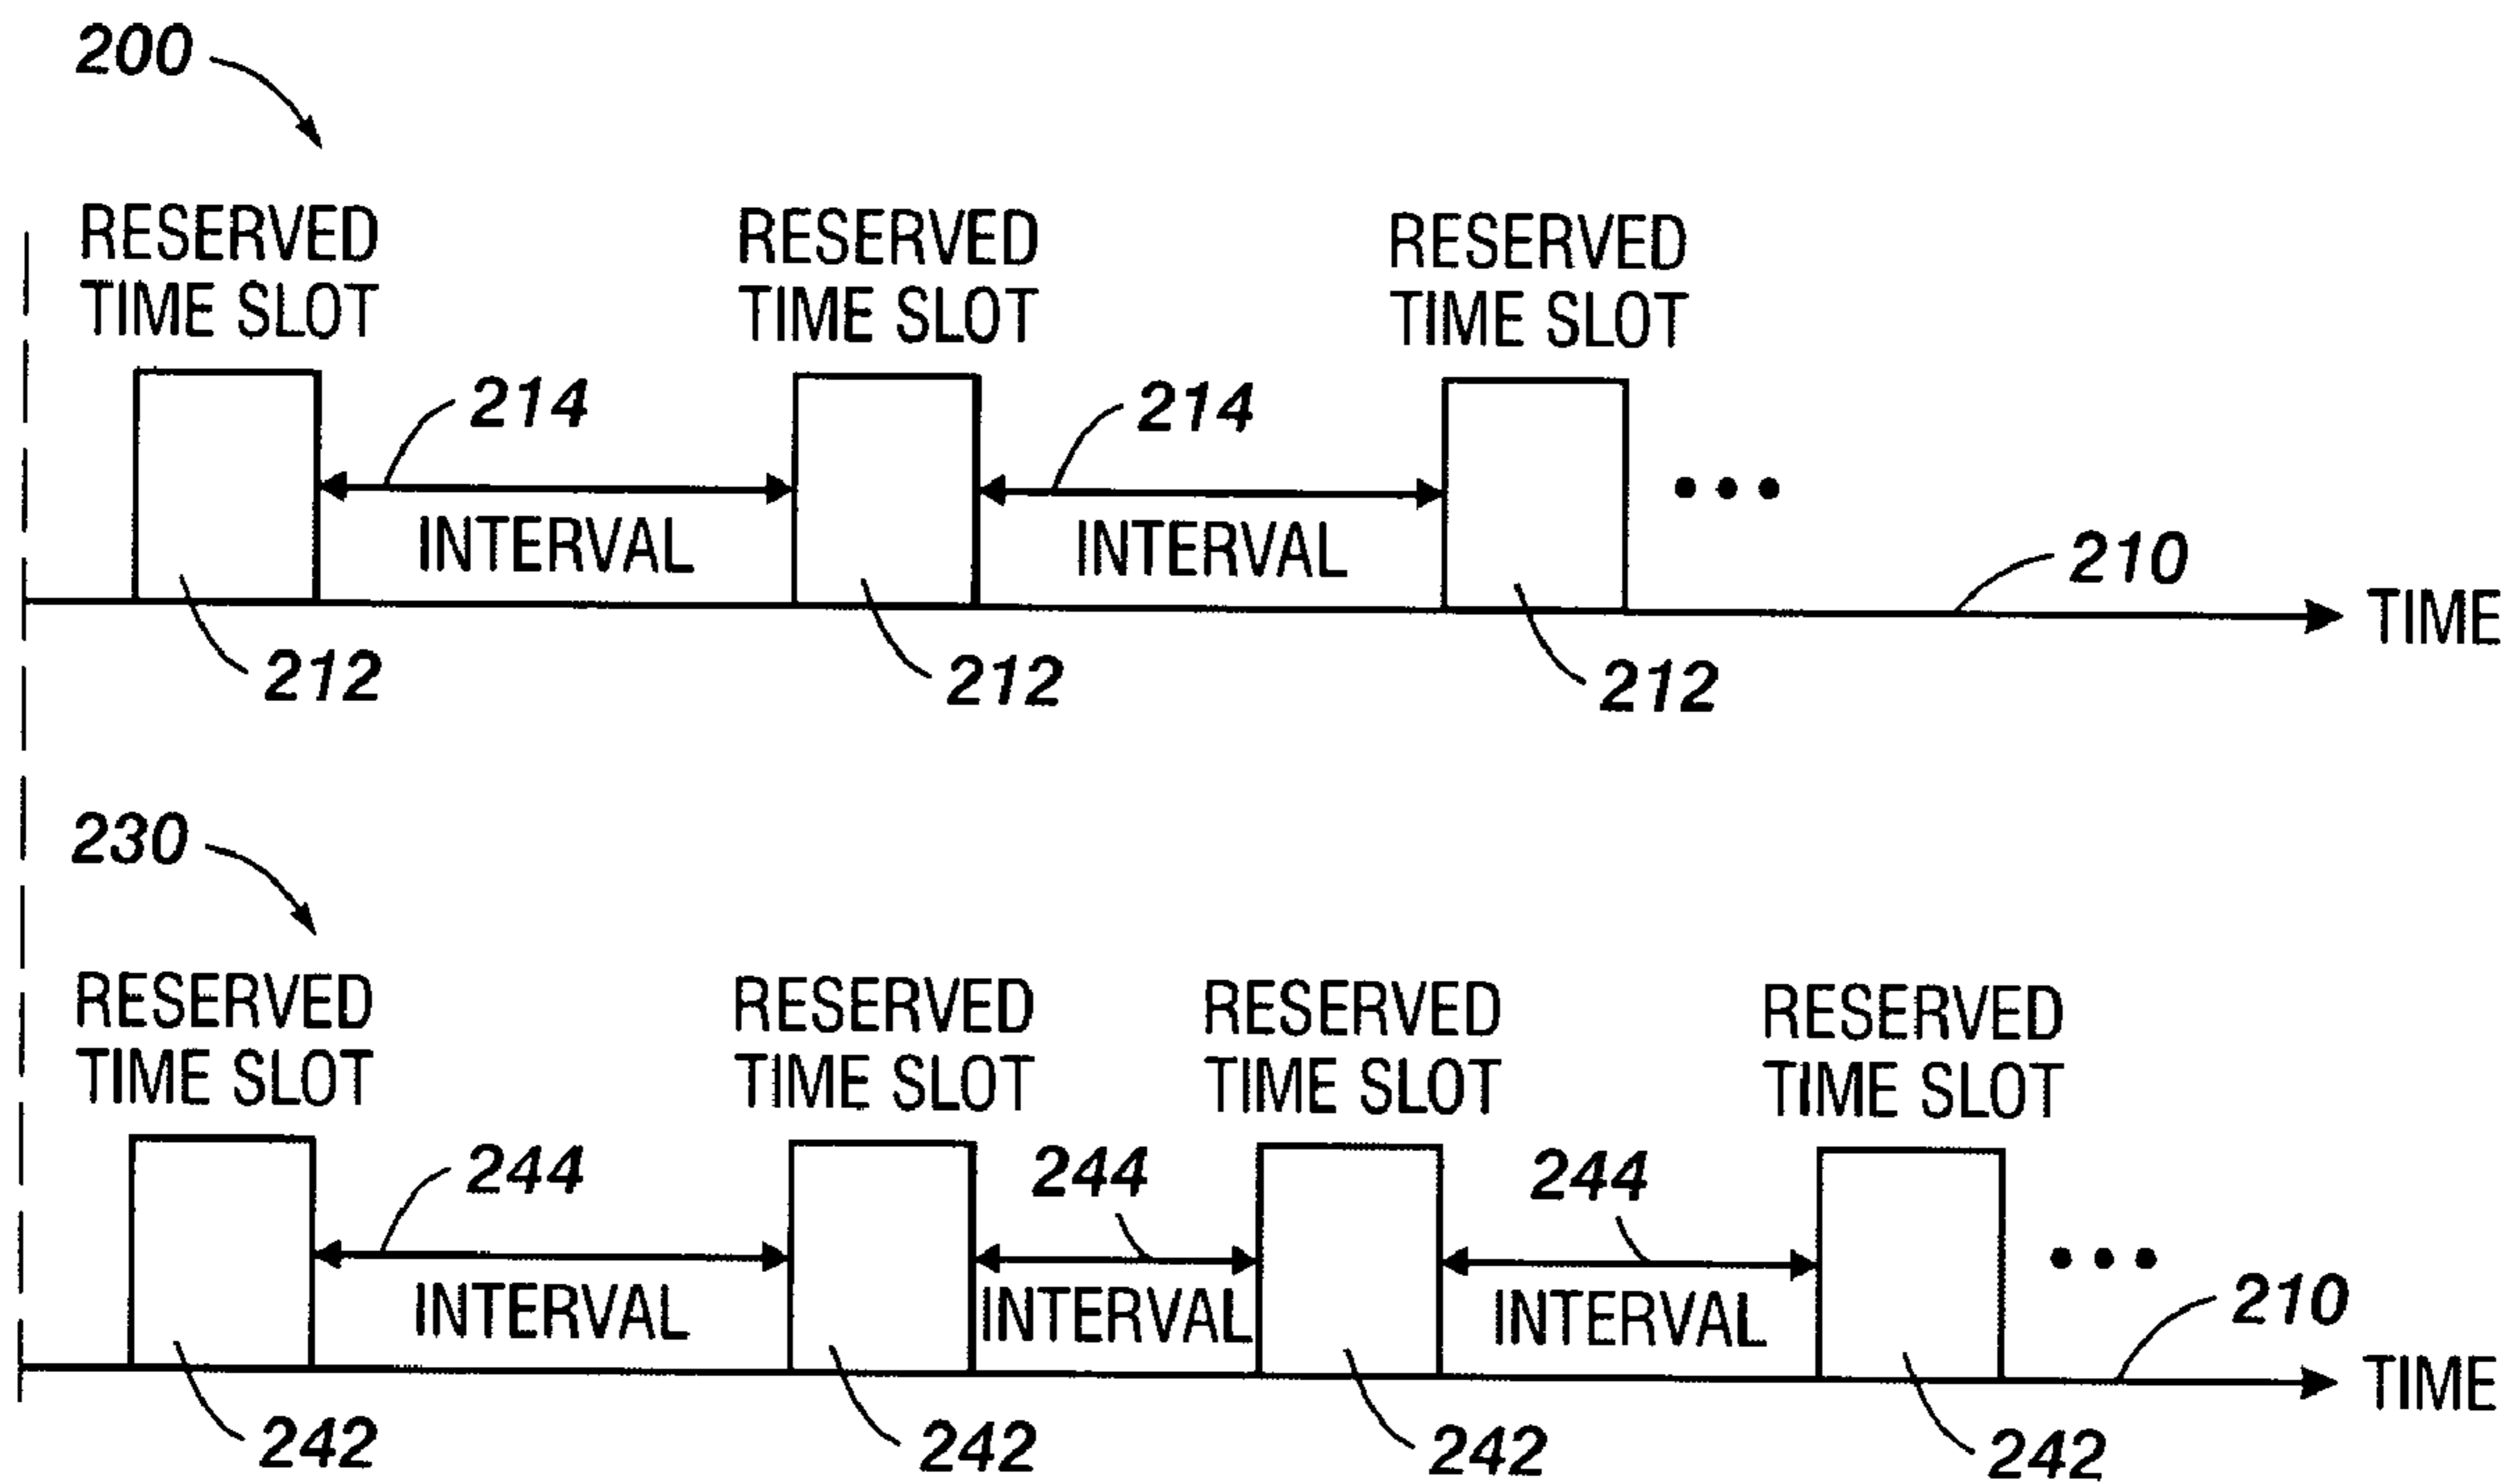 200
RESERVED TIME SLOT
RESERVED TIME SLOT
RESERVED TIME SLOT
214
214
INTERVAL
INTERVAL
210
TIME
212
212
212
230
RESERVED TIME SLOT
RESERVED TIME SLOT
RESERVED TIME SLOT
RESERVED TIME SLOT
244
244
244
INTERVAL
INTERVAL
INTERVAL
210
TIME
242
242
242
242